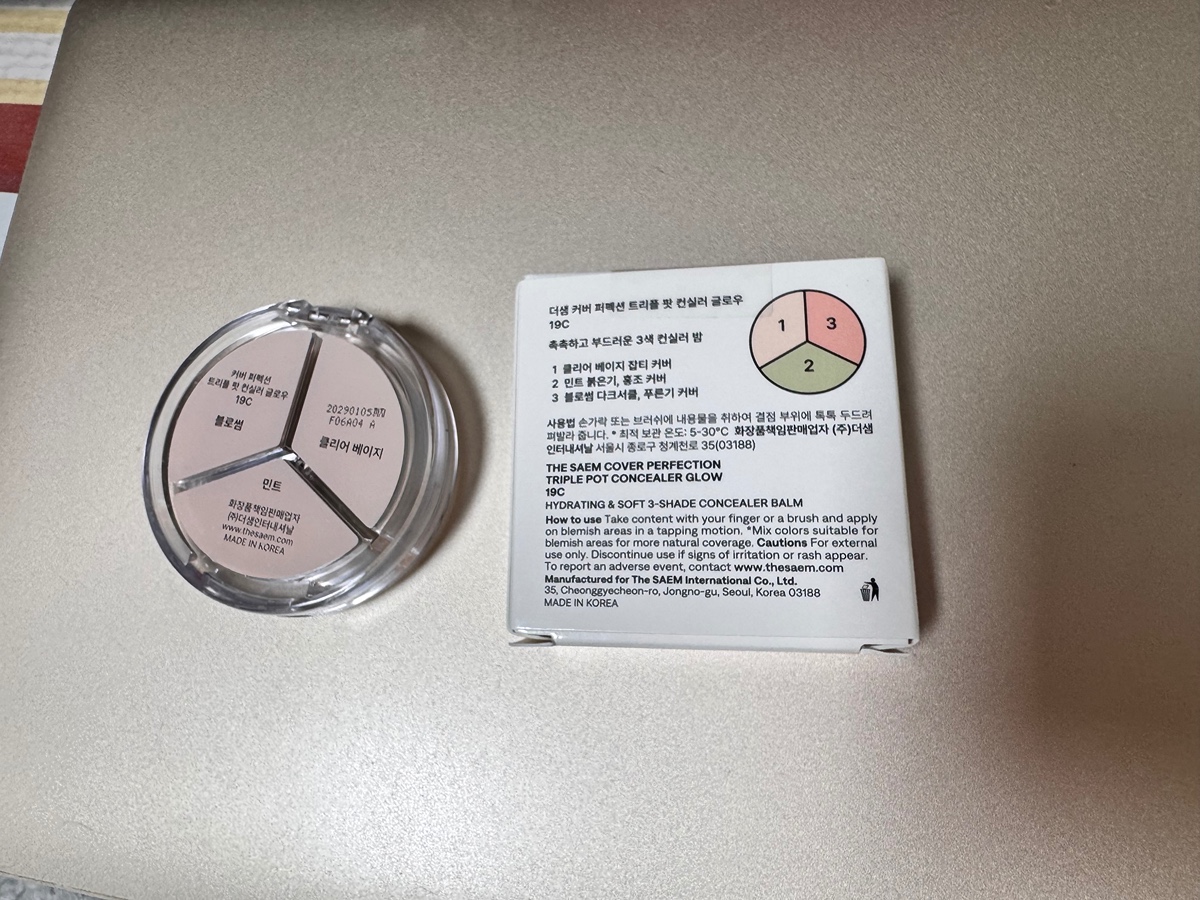 커버 퍼펙션
트리플 팟 컨실러 글로우
19C
블로썸
20290105까지
F06A04 A
클리어 베이지
민트
화장품책임판매업자
(주)더샘인터내셔날
www.thesaem.com
MADE IN KOREA
더샘 커버 퍼펙션 트리플 팟 컨실러 글로우
19C
촉촉하고 부드러운 3색 컨실러 밤
1 클리어 베이지 잡티 커버
2 민트 붉은기, 홍조 커버
3 블로썸 다크서클, 푸른기 커버
1
3
2
사용법 손가락 또는 브러쉬에 내용물을 취하여 결점 부위에 톡톡 두드려
펴발라 줍니다. * 최적 보관 온도: 5-30°C 화장품책임판매업자 (주)더샘
인터내셔날 서울시 종로구 청계천로 35(03188)
THE SAEM COVER PERFECTION
TRIPLE POT CONCEALER GLOW
19C
HYDRATING & SOFT 3-SHADE CONCEALER BALM
How to use Take content with your finger or a brush and apply
on blemish areas in a tapping motion. *Mix colors suitable for
blemish areas for more natural coverage. Cautions For external
use only. Discontinue use if signs of irritation or rash appear.
To report an adverse event, contact www.thesaem.com
Manufactured for The SAEM International Co., Ltd.
35, Cheonggyecheon-ro, Jongno-gu, Seoul, Korea 03188
MADE IN KOREA